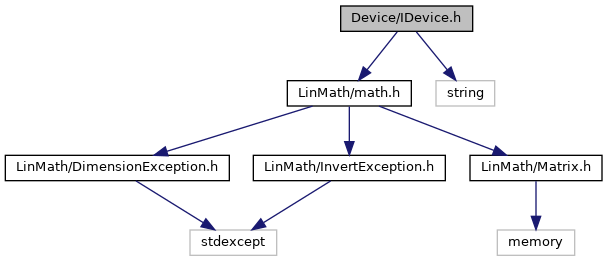 Device/IDevice.h
LinMath/math.h
string
LinMath/DimensionException.h
LinMath/InvertException.h
LinMath/Matrix.h
stdexcept
memory